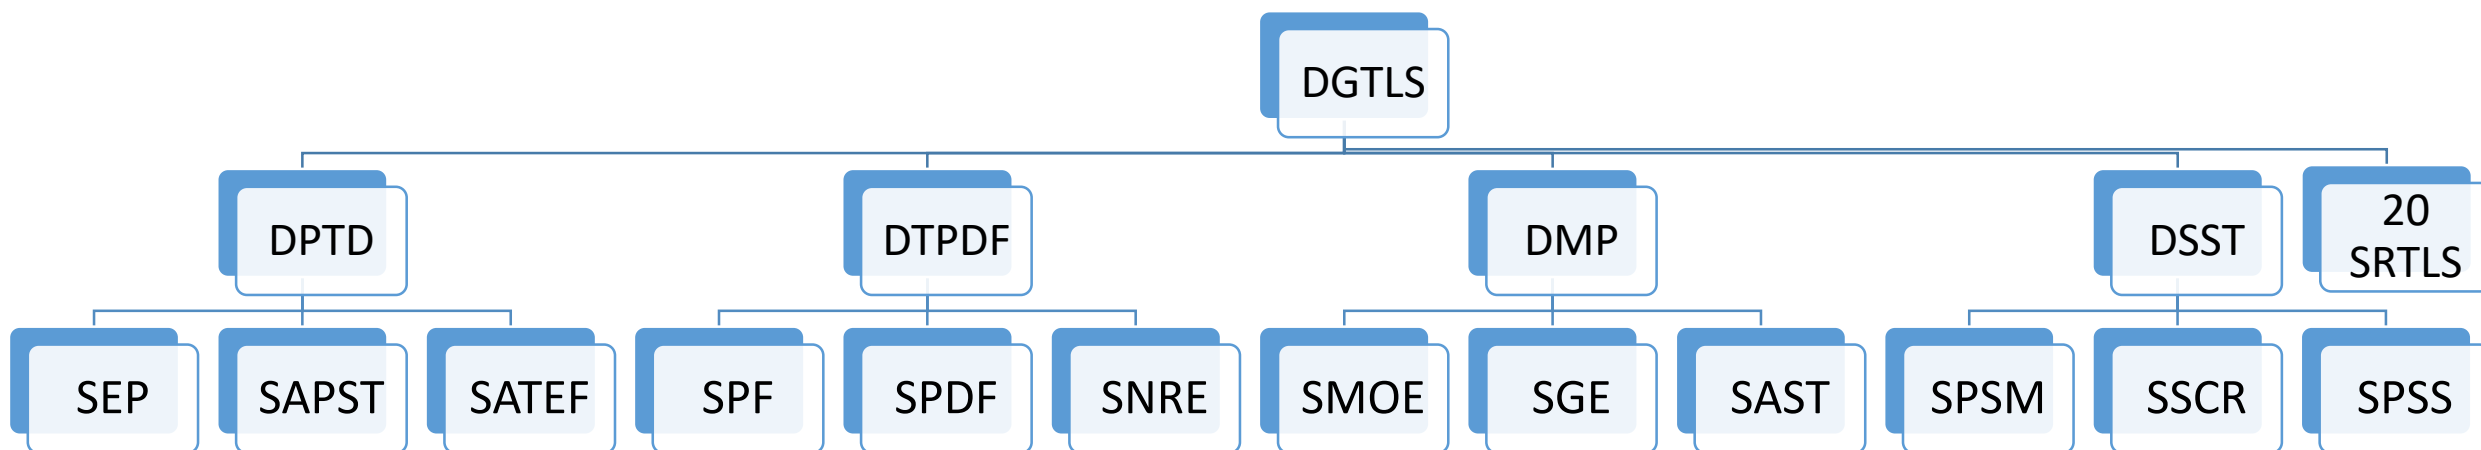 DGTLS
DPTD
DTPDF
DMP
DSST
20
SRTLS
SEP
SAPST
SATEF
SPF
SPDF
SNRE
SMOE
SGE
SAST
SPSM
SSCR
SPSS